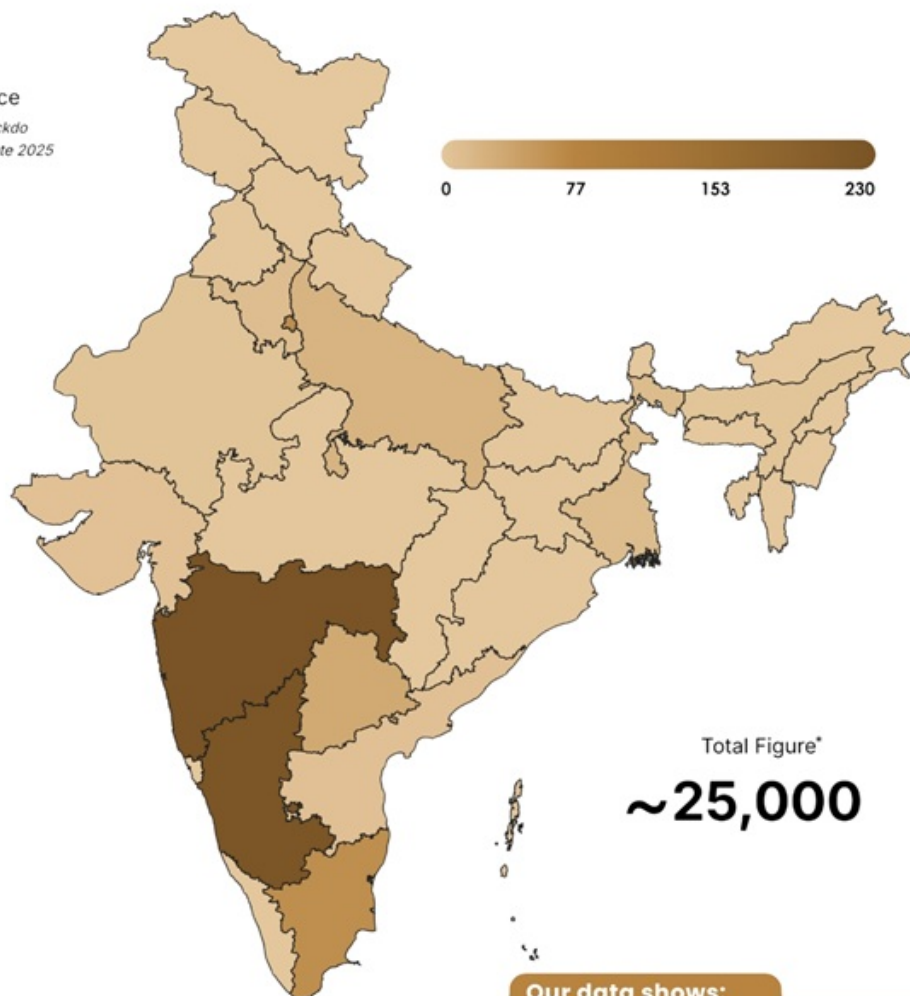 ce
ckdo
te 2025
0 77 153 230
Total Figure*
~25,000
Our data shows: